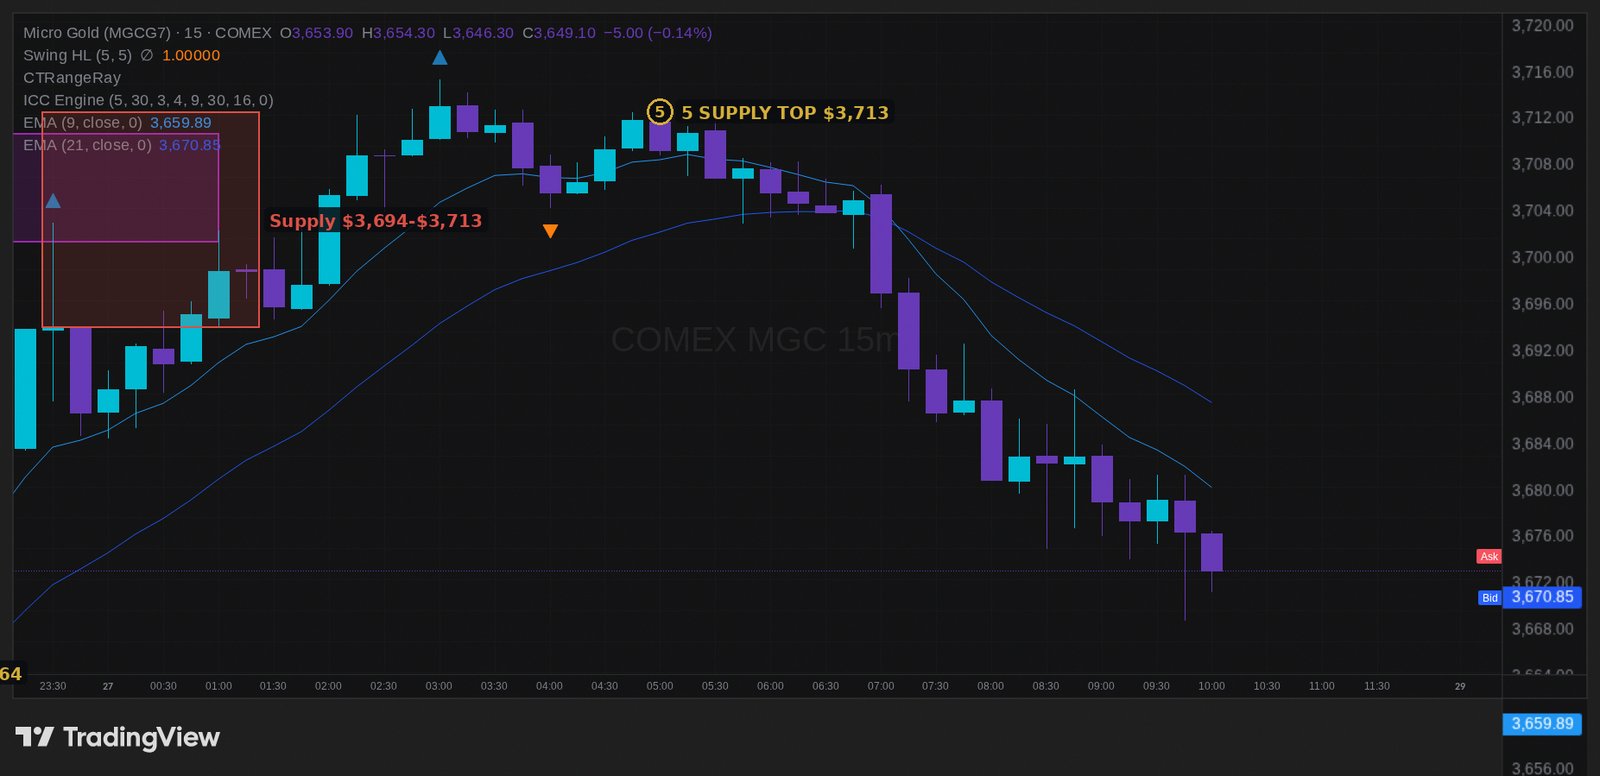 Micro Gold (MGCG7) · 15 · COMEX O3,653.90 H3,654.30 L3,646.30 C3,649.10 −5.00 (−0.14%)
Swing HL (5, 5) ∅ 1.00000
CTRangeRay
ICC Engine (5, 30, 3, 4, 9, 30, 16, 0)
EMA (9, close, 0) 3,659.89
EMA (21, close, 0) 3,670.85
5 5 SUPPLY TOP $3,713
Supply $3,694-$3,713
COMEX MGC 15m
3,720.00
3,716.00
3,712.00
3,708.00
3,704.00
3,700.00
3,696.00
3,692.00
3,688.00
3,684.00
3,680.00
3,676.00
Ask
3,672.00
Bid 3,670.85
3,668.00
3,664.00
64
23:30 27 00:30 01:00 01:30 02:00 02:30 03:00 03:30 04:00 04:30 05:00 05:30 06:00 06:30 07:00 07:30 08:00 08:30 09:00 09:30 10:00 10:30 11:00 11:30 29
3,659.89
3,656.00
TradingView